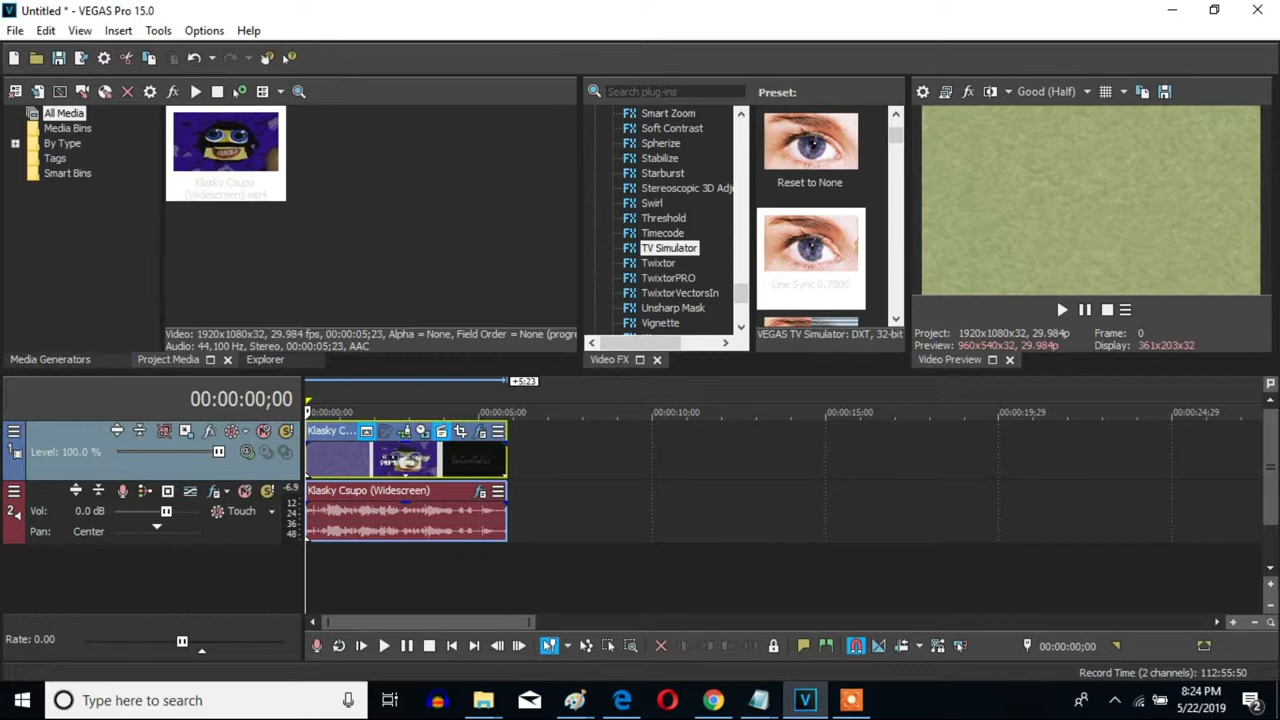 Untitled * - VEGAS Pro 15.0
File Edit View Insert Tools Options Help
All Media
Media Bins
By Type
Tags
Smart Bins
Klasky Csupo
(Widescreen).mp4
Video: 1920x1080x32, 29.984 fps, 00:00:05;23, Alpha = None, Field Order = None (progre
Audio: 44,100 Hz, Stereo, 00:00:05;23, AAC
Media Generators
Project Media
Explorer
Search plug-ins
Smart Zoom
Soft Contrast
Spherize
Stabilize
Starburst
Stereoscopic 3D Adju
Swirl
Threshold
Timecode
TV Simulator
Twixtor
TwixtorPRO
TwixtorVectorsIn
Unsharp Mask
Vignette
Video FX
Preset:
Reset to None
Line Sync 0.7500
VEGAS TV Simulator: DXT, 32-bit
Good (Half)
Project: 1920x1080x32, 29.984p
Frame: 0
Preview: 960x540x32, 29.984p
Display: 361x203x32
Video Preview
00:00:00;00
+5:23
00:00:00;00
00:00:05;00
00:00:10;00
00:00:15;00
00:00:19;29
00:00:24;29
1
Level: 100.0 %
Klasky C...
2
Vol: 0.0 dB
Touch
Pan: Center
-6.9
12
24
36
48
Klasky Csupo (Widescreen)
Rate: 0.00
00:00:00;00
Record Time (2 channels): 112:55:50
Type here to search
8:24 PM
5/22/2019
2